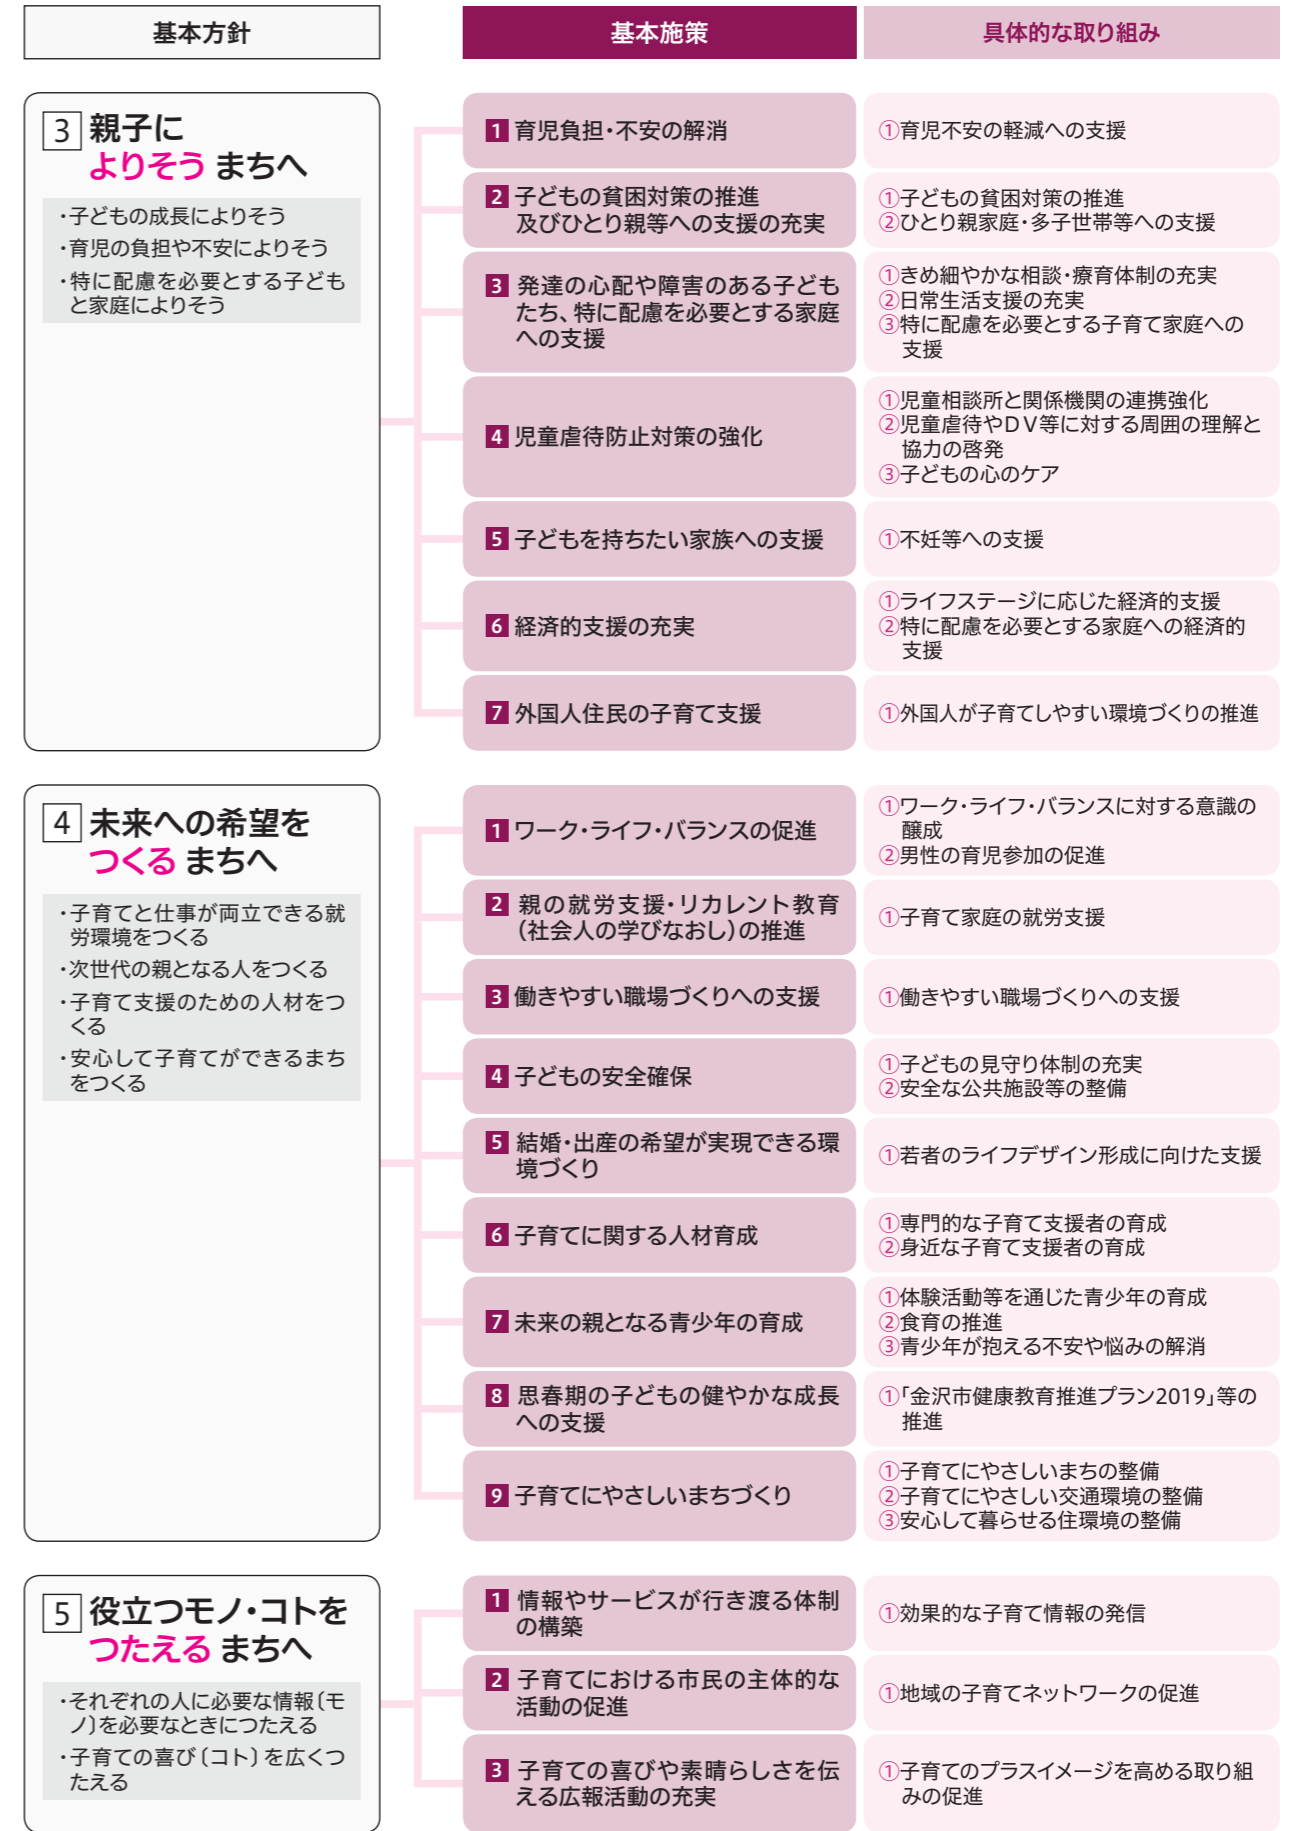 基本方針
基本施策
具体的な取り組み
3 親子に
よりそう まちへ
・子どもの成長によりそう
・育児の負担や不安によりそう
・特に配慮を必要とする子ども
と家庭によりそう
1 育児負担・不安の解消
①育児不安の軽減への支援
2 子どもの貧困対策の推進
及びひとり親等への支援の充実
①子どもの貧困対策の推進
②ひとり親家庭・多子世帯等への支援
3 発達の心配や障害のある子ども
たち、特に配慮を必要とする家庭
への支援
①きめ細やかな相談・療育体制の充実
②日常生活支援の充実
③特に配慮を必要とする子育て家庭への
支援
4 児童虐待防止対策の強化
①児童相談所と関係機関の連携強化
②児童虐待やDV等に対する周囲の理解と
協力の啓発
③子どもの心のケア
5 子どもを持ちたい家族への支援
①不妊等への支援
6 経済的支援の充実
①ライフステージに応じた経済的支援
②特に配慮を必要とする家庭への経済的
支援
7 外国人住民の子育て支援
①外国人が子育てしやすい環境づくりの推進
4 未来への希望を
つくる まちへ
・子育てと仕事が両立できる就
労環境をつくる
・次世代の親となる人をつくる
・子育て支援のための人材をつ
くる
・安心して子育てができるまち
をつくる
1 ワーク・ライフ・バランスの促進
①ワーク・ライフ・バランスに対する意識の
醸成
②男性の育児参加の促進
2 親の就労支援・リカレント教育
（社会人の学びなおし）の推進
①子育て家庭の就労支援
3 働きやすい職場づくりへの支援
①働きやすい職場づくりへの支援
4 子どもの安全確保
①子どもの見守り体制の充実
②安全な公共施設等の整備
5 結婚・出産の希望が実現できる環
境づくり
①若者のライフデザイン形成に向けた支援
6 子育てに関する人材育成
①専門的な子育て支援者の育成
②身近な子育て支援者の育成
7 未来の親となる青少年の育成
①体験活動等を通じた青少年の育成
②食育の推進
③青少年が抱える不安や悩みの解消
8 思春期の子どもの健やかな成長
への支援
①「金沢市健康教育推進プラン2019」等の
推進
9 子育てにやさしいまちづくり
①子育てにやさしいまちの整備
②子育てにやさしい交通環境の整備
③安心して暮らせる住環境の整備
5 役立つモノ・コトを
つたえる まちへ
・それぞれの人に必要な情報〔モ
ノ〕を必要なときにつたえる
・子育ての喜び〔コト〕を広くつ
たえる
1 情報やサービスが行き渡る体制
の構築
①効果的な子育て情報の発信
2 子育てにおける市民の主体的な
活動の促進
①地域の子育てネットワークの促進
3 子育ての喜びや素晴らしさを伝
える広報活動の充実
①子育てのプラスイメージを高める取り組
みの促進